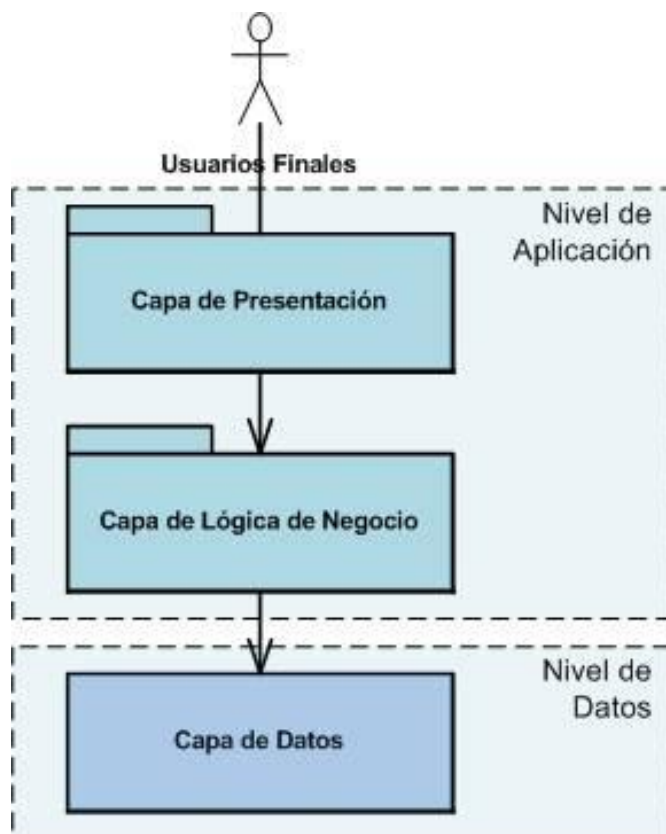 Usuarios Finales
Nivel de
Aplicación
Capa de Presentación
Capa de Lógica de Negocio
Nivel de
Datos
Capa de Datos